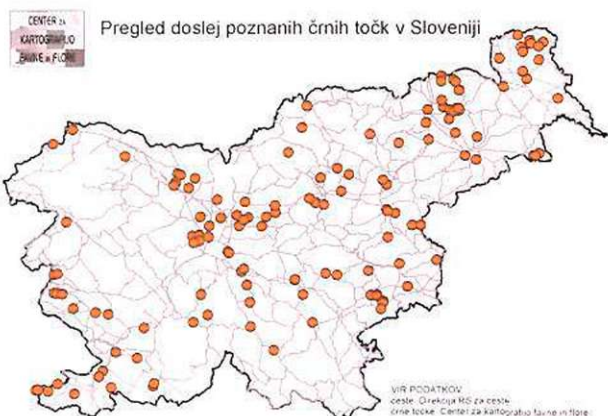 CENTER ZA
KARTOGRAFIJO
FAVNE IN FLORE
Pregled doslej poznanih črnih točk v Sloveniji
VIR PODATKOV
ceste: Direkcija RS za ceste
črne točke: Center za kartografijo favne in flore